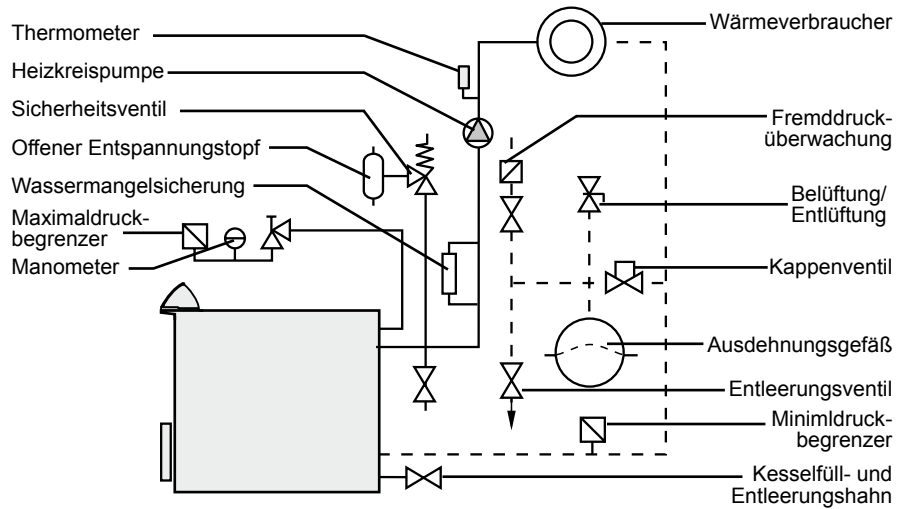 Thermometer
Heizkreispumpe
Sicherheitsventil
Offener Entspannungstopf
Wassermangelsicherung
Maximaldruck-
begrenzer
Manometer
Wärmeverbraucher
Fremddruck-
überwachung
Belüftung/
Entlüftung
Kappenventil
Ausdehnungsgefäß
Entleerungsventil
Minimldruck-
begrenzer
Kesselfüll- und
Entleerungshahn